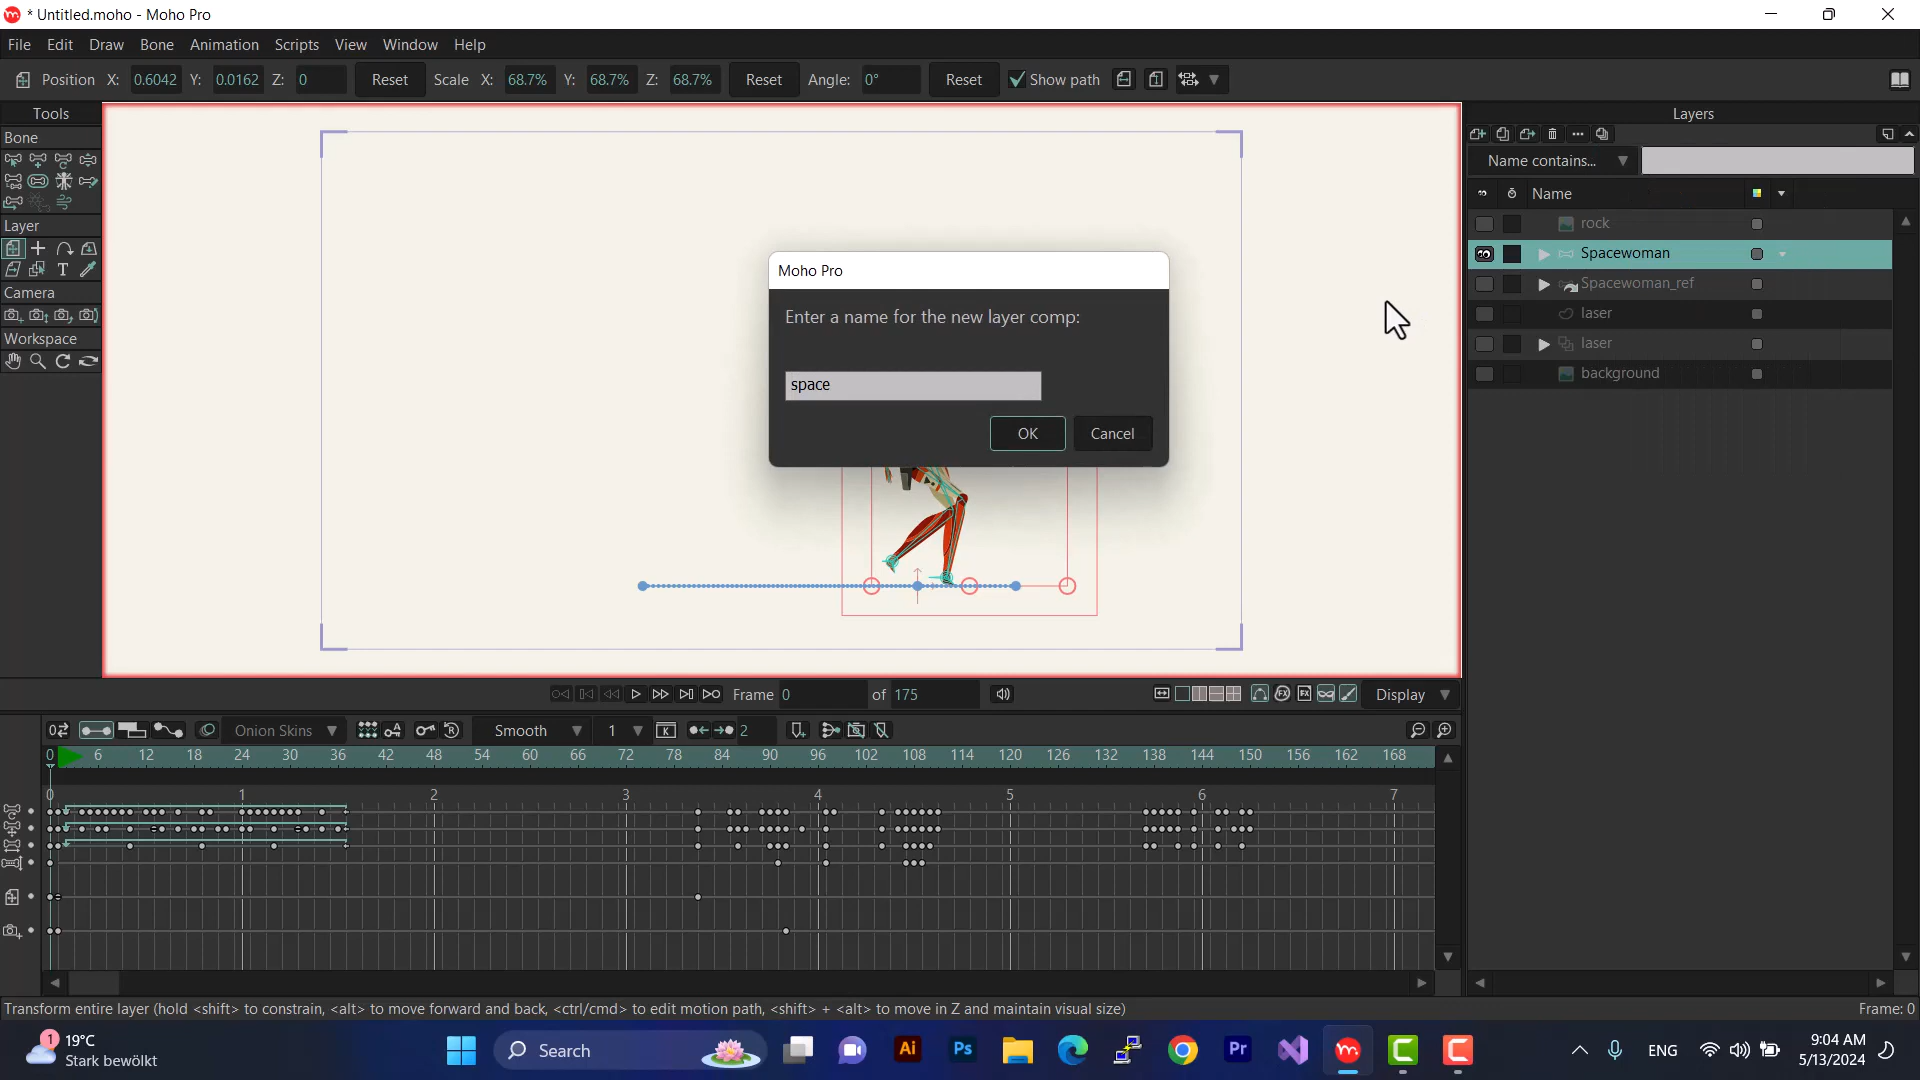 * Untitled.moho - Moho Pro
File Edit Draw Bone Animation Scripts View Window Help
Position X: 0.6042 Y: 0.0162 Z: 0 Reset Scale X: 68.7% Y: 68.7% Z: 68.7% Reset Angle: 0° Reset Show path
Tools
Bone
Layer
Camera
Workspace
Layers
Name contains...
Name
rock
Spacewoman
Spacewoman_ref
laser
laser
background
Moho Pro
Enter a name for the new layer comp:
space
OK Cancel
Frame 0 of 175 Display
Onion Skins Smooth 1 2
0 6 12 18 24 30 36 42 48 54 60 66 72 78 84 90 96 102 108 114 120 126 132 138 144 150 156 162 168
0 1 2 3 4 5 6 7
Transform entire layer (hold <shift> to constrain, <alt> to move forward and back, <ctrl/cmd> to edit motion path, <shift> + <alt> to move in Z and maintain visual size) Frame: 0
1 19°C
Stark bewölkt
Search
Ai Ps Pr
ENG
9:04 AM
5/13/2024